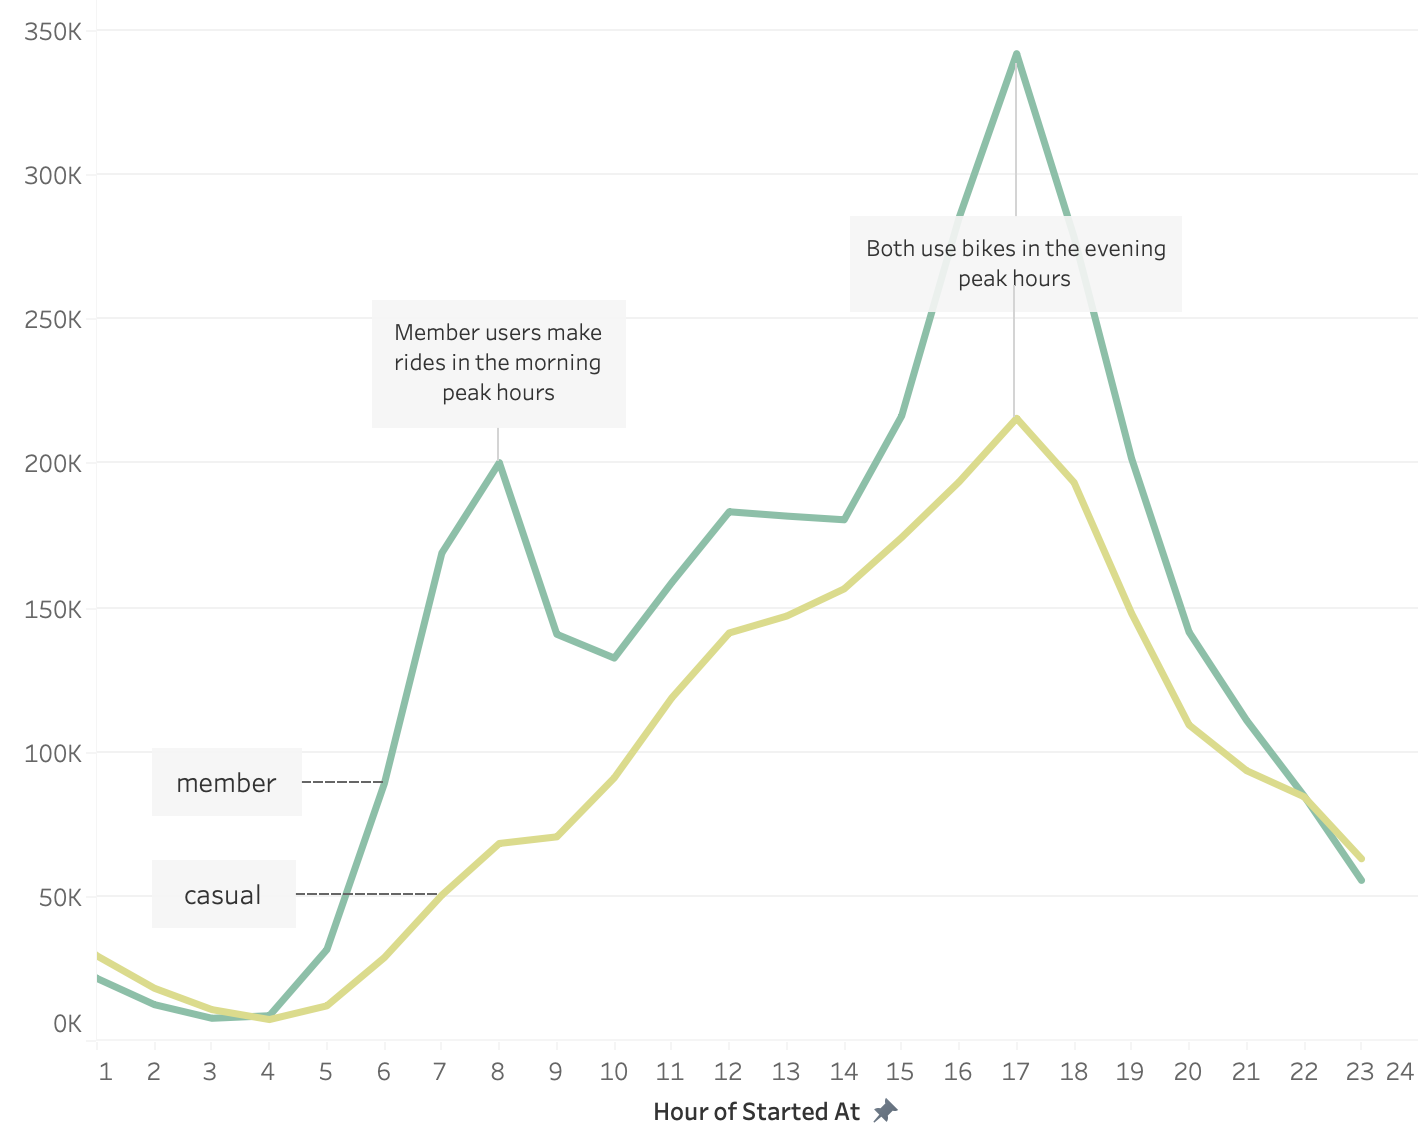 350K
300K
Both use bikes in the evening
peak hours
250K
Member users make
rides in the morning
peak hours
200K
150K
100K
member
50K
casual
0K
1 2 3 4 5 6 7 8 9 10 11 12 13 14 15 16 17 18 19 20 21 22 23 24
Hour of Started At